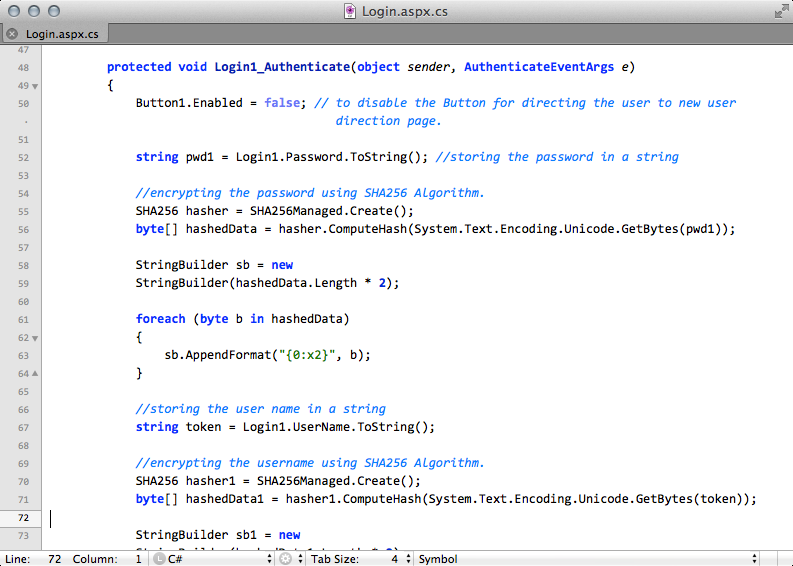 Login.aspx.cs
Login.aspx.cs
47
48 protected void Login1_Authenticate(object sender, AuthenticateEventArgs e)
49 {
50 Button1.Enabled = false; // to disable the Button for directing the user to new user
· direction page.
51
52 string pwd1 = Login1.Password.ToString(); //storing the password in a string
53
54 //encrypting the password using SHA256 Algorithm.
55 SHA256 hasher = SHA256Managed.Create();
56 byte[] hashedData = hasher.ComputeHash(System.Text.Encoding.Unicode.GetBytes(pwd1));
57
58 StringBuilder sb = new
59 StringBuilder(hashedData.Length * 2);
60
61 foreach (byte b in hashedData)
62 {
63 sb.AppendFormat("{0:x2}", b);
64 }
65
66 //storing the user name in a string
67 string token = Login1.UserName.ToString();
68
69 //encrypting the username using SHA256 Algorithm.
70 SHA256 hasher1 = SHA256Managed.Create();
71 byte[] hashedData1 = hasher1.ComputeHash(System.Text.Encoding.Unicode.GetBytes(token));
72
73 StringBuilder sb1 = new
Line: 72 Column: 1 L C# Tab Size: 4 Symbol